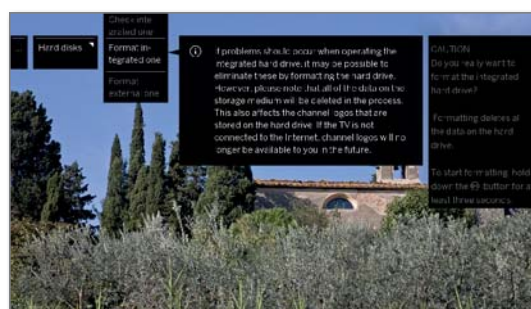 ...
Hard disks
Check inte
grated one
Format in-
tegrated one
Format
external one
If problems should occur when operating the
integrated hard drive, it may be possible to
eliminate these by formatting the hard drive.
However, please note that all of the data on the
storage medium will be deleted in the process.
This also affects the channel logos that are
stored on the hard drive. If the TV is not
connected to the Internet, channel logos will no
longer be available to you in the future.
CAUTION
Do you really want to
format the integrated
hard drive?
Formatting deletes all
the data on the hard
drive.
To start formatting, hold
down the button for at
least three seconds.